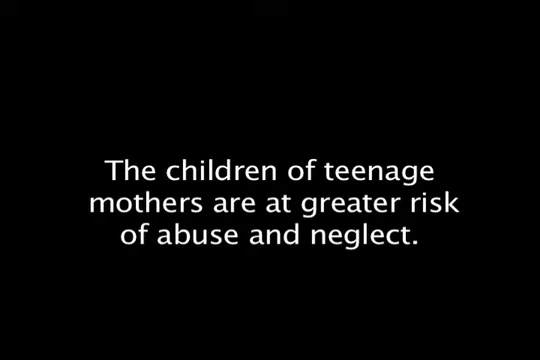 The children of teenage
mothers are at greater risk
of abuse and neglect.